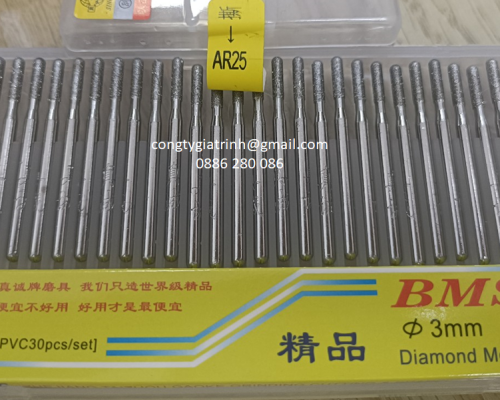 AR25
congtygiatrinh@gmail.com
0886 280 086
真诚牌磨具 我们只造世界级精品
便宜不好用 好用才是最便宜
BMS
PVC30pcs/set]
精品
Φ3mm
Diamond M